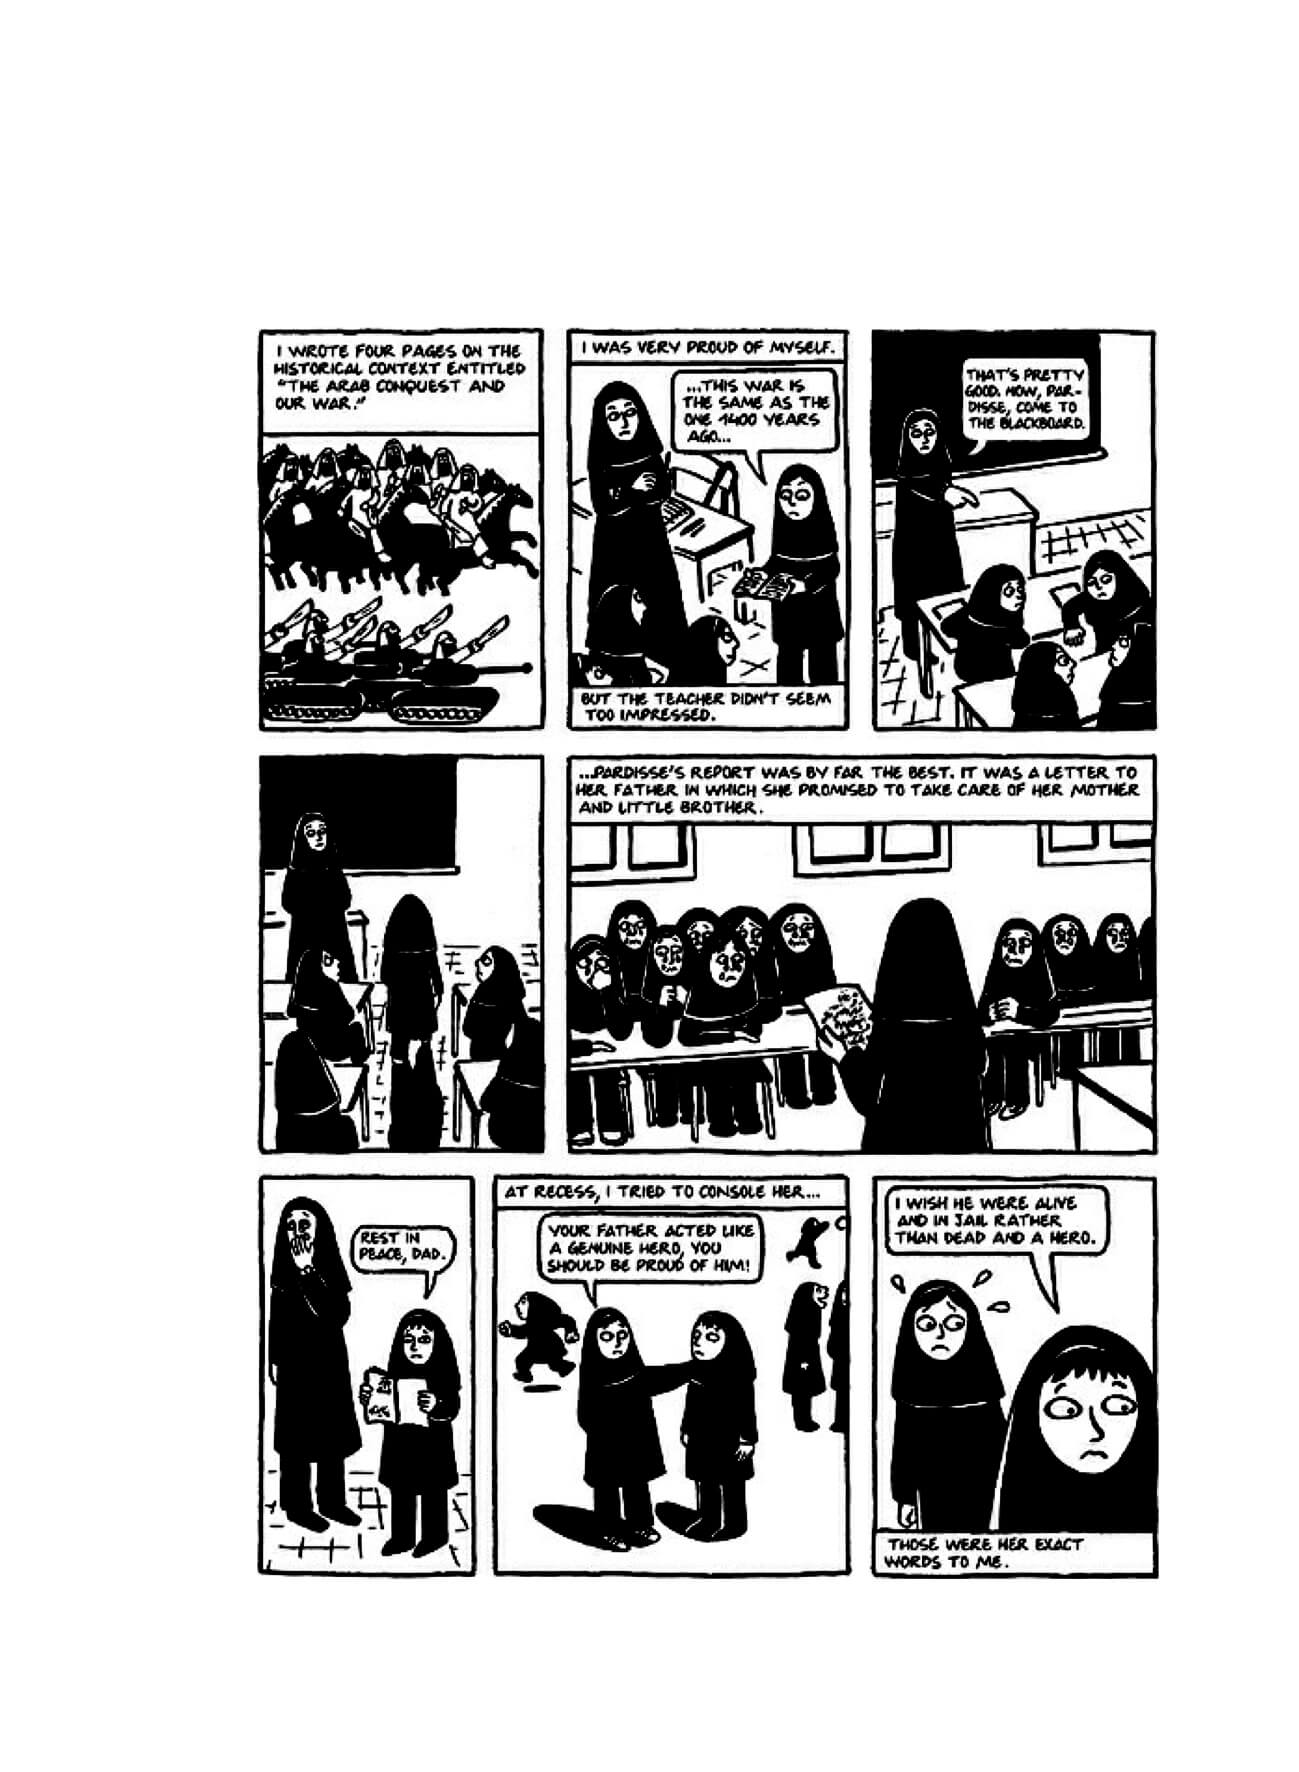 I WROTE FOUR PAGES ON THE
HISTORICAL CONTEXT ENTITLED
"THE ARAB CONQUEST AND
OUR WAR."
I WAS VERY PROUD OF MYSELF.
...THIS WAR IS
THE SAME AS THE
ONE 1400 YEARS
AGO...
BUT THE TEACHER DIDN'T SEEM
TOO IMPRESSED.
THAT'S PRETTY
GOOD. NOW, PAR-
DISSE, COME TO
THE BLACKBOARD.
...PARDISSE'S REPORT WAS BY FAR THE BEST. IT WAS A LETTER TO
HER FATHER IN WHICH SHE PROMISED TO TAKE CARE OF HER MOTHER
AND LITTLE BROTHER.
REST IN
PEACE, DAD.
AT RECESS, I TRIED TO CONSOLE HER...
YOUR FATHER ACTED LIKE
A GENUINE HERO, YOU
SHOULD BE PROUD OF HIM!
I WISH HE WERE ALIVE
AND IN JAIL RATHER
THAN DEAD AND A HERO.
THOSE WERE HER EXACT
WORDS TO ME.